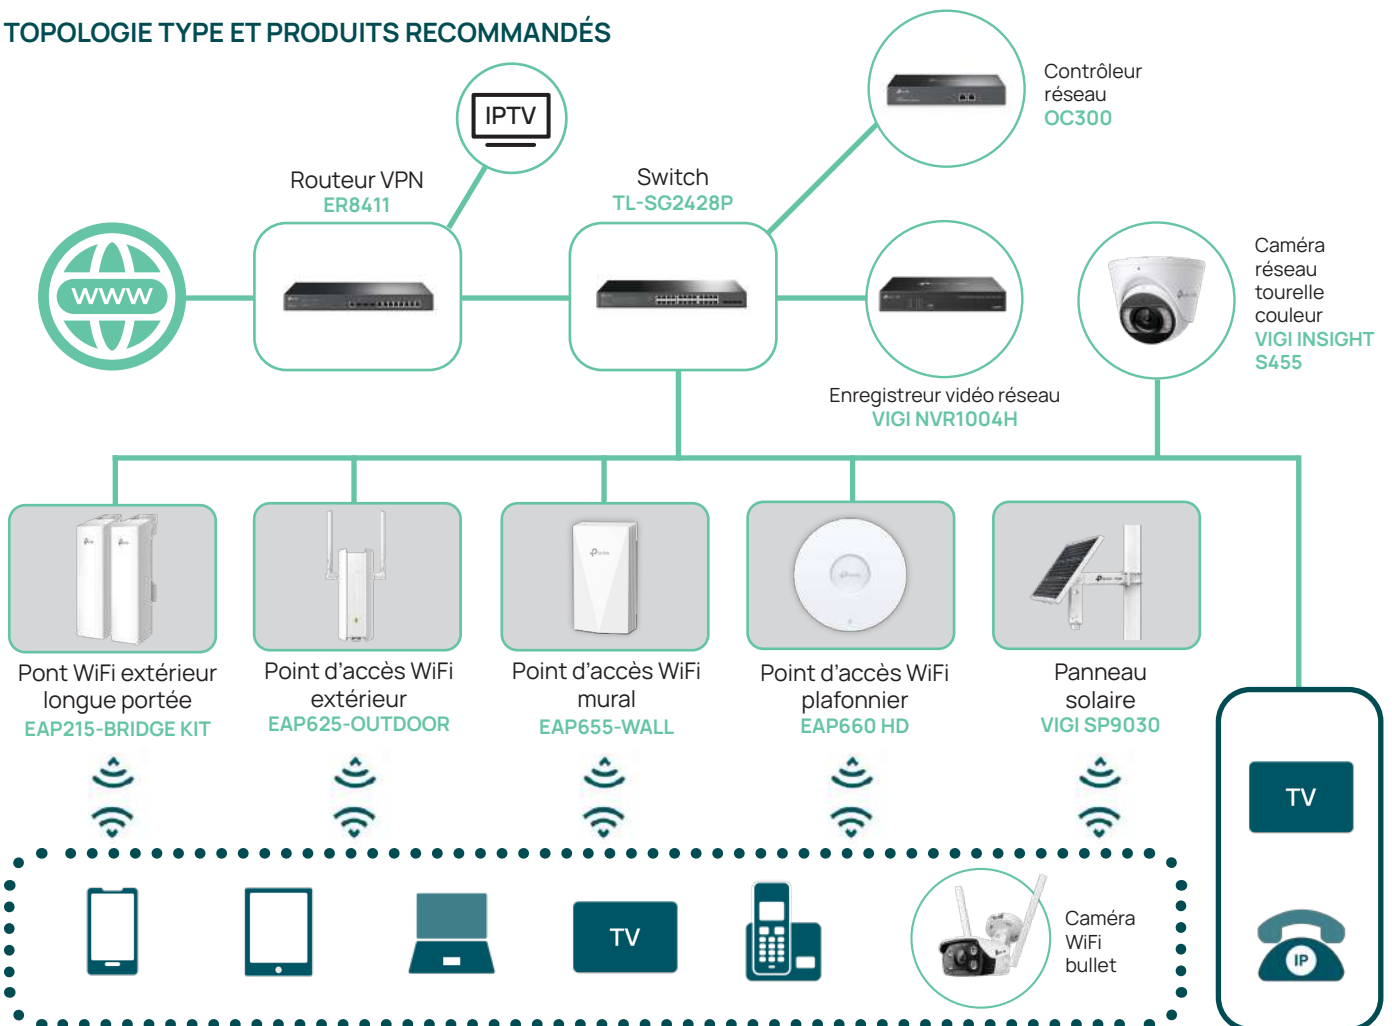 TOPOLOGIE TYPE ET PRODUITS RECOMMANDÉS
IPTV
Contrôleur
réseau
OC300
Routeur VPN
ER8411
Switch
TL-SG2428P
www
Caméra
réseau
tourelle
couleur
VIGI INSIGHT
S455
Enregistreur vidéo réseau
VIGI NVR1004H
Pont WiFi extérieur
longue portée
EAP215-BRIDGE KIT
Point d'accès WiFi
extérieur
EAP625-OUTDOOR
Point d'accès WiFi
mural
EAP655-WALL
Point d'accès WiFi
plafonnier
EAP660 HD
Panneau
solaire
VIGI SP9030
TV
TV
Caméra
WiFi
bullet
IP